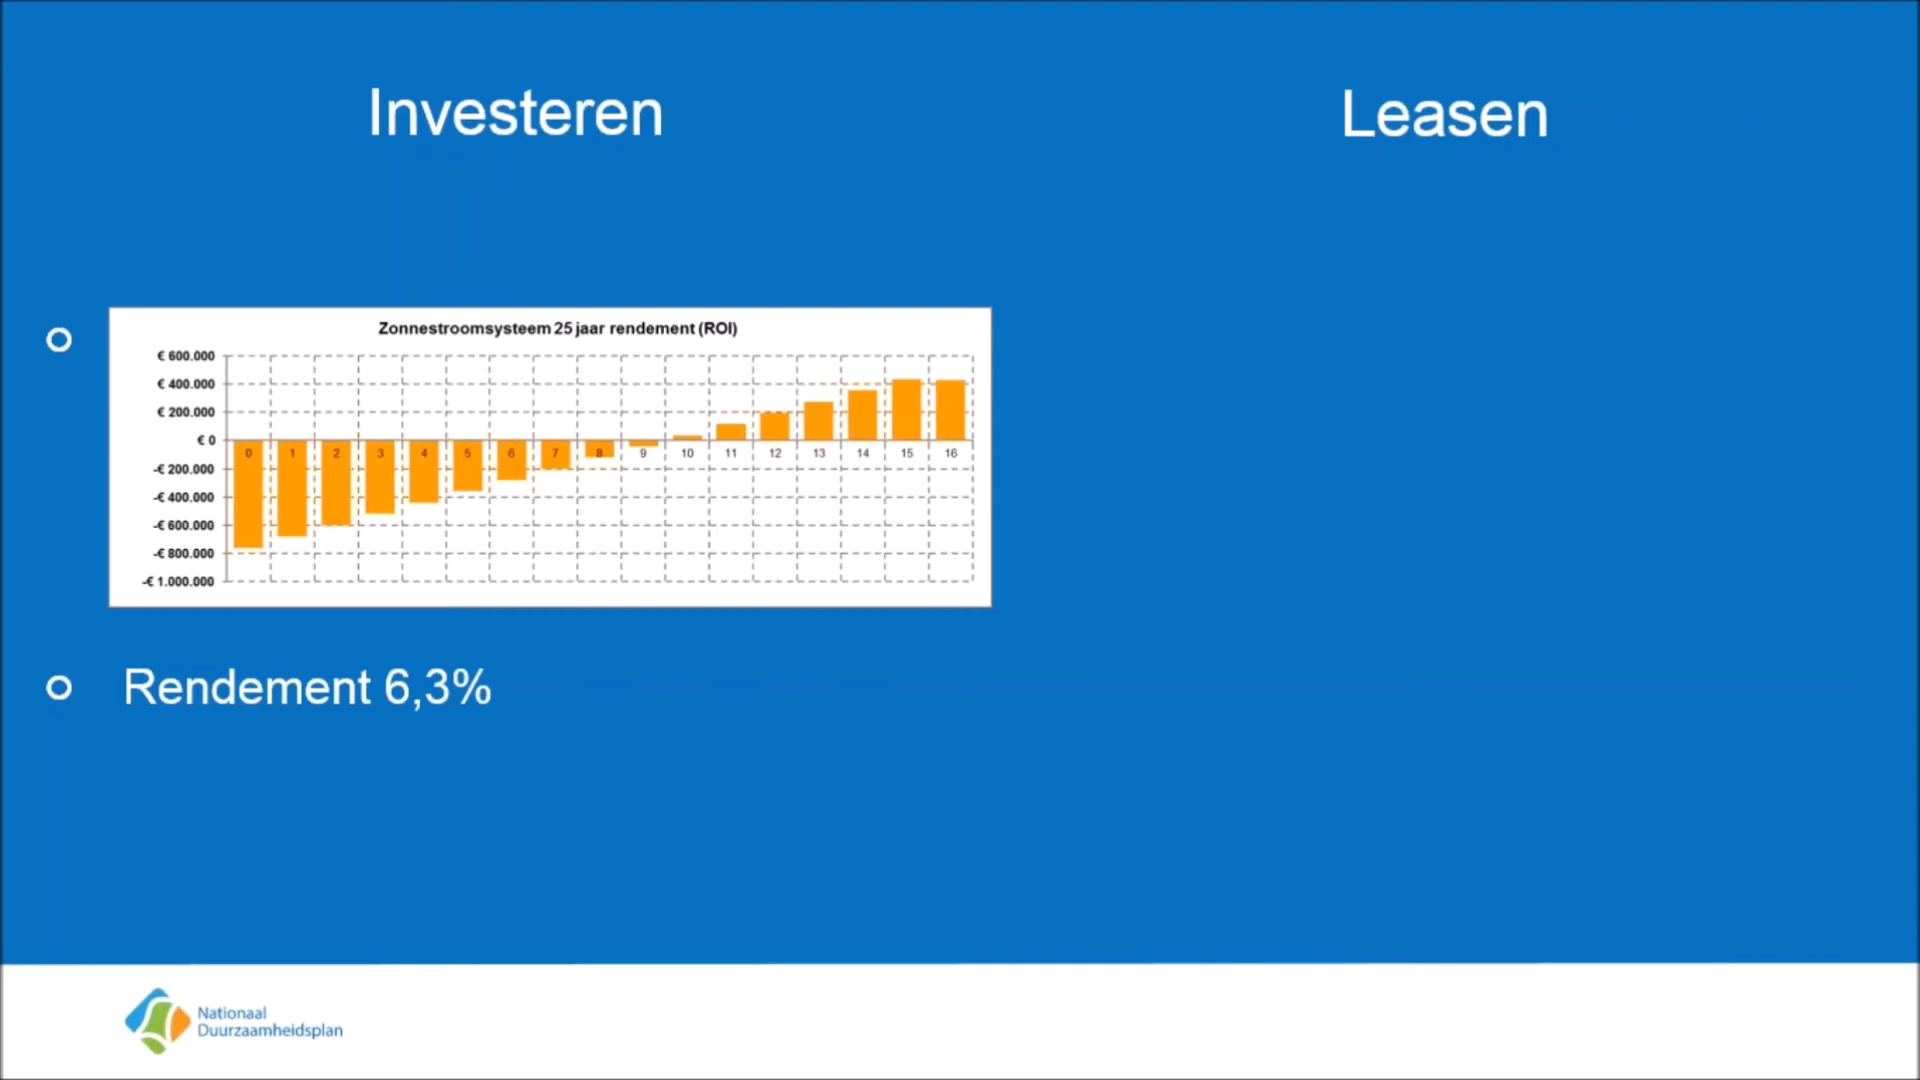 Investeren
Leasen
Zonnestroomsysteem 25 jaar rendement (ROI)
€ 600.000
€ 400.000
€ 200.000
€ 0
-€ 200.000
-€ 400.000
-€ 600.000
-€ 800.000
-€ 1.000.000
0 1 2 3 4 5 6 7 8 9 10 11 12 13 14 15 16
Rendement 6,3%
Nationaal
Duurzaamheidsplan